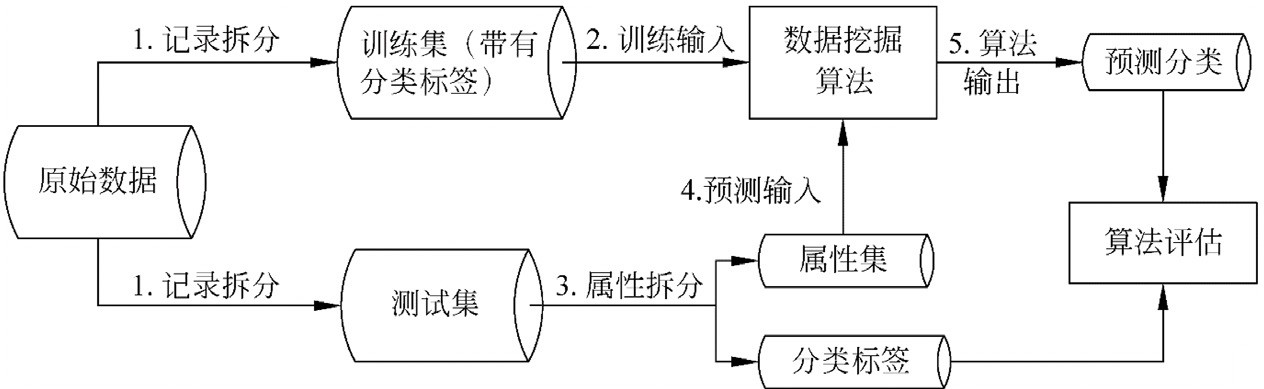 1. 记录拆分
训练集（带有
分类标签）
2. 训练输入
数据挖掘
算法
5. 算法
输出
预测分类
原始数据
4.预测输入
算法评估
1. 记录拆分
测试集
3. 属性拆分
属性集
分类标签